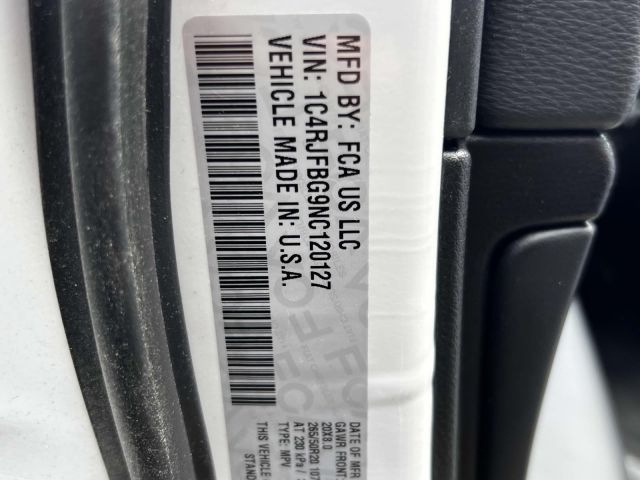 MFD BY: FCA US LLC
VIN: 1C4RJFBG9NC120127
VEHICLE MADE IN: U.S.A.
DATE OF MFR
GAWR FRONT:
20X8.0
265/50R20 107
AT 230 kPa /
TYPE: MPV
THIS VEHICLE
STAND